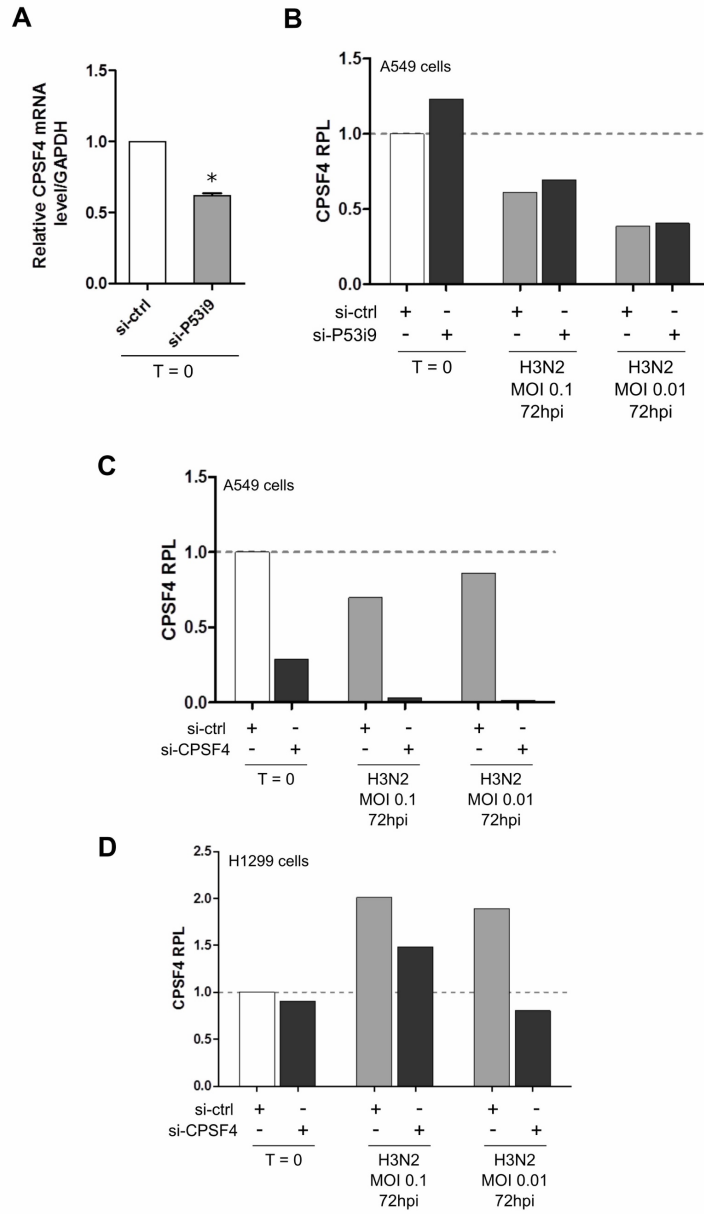 A
Relative CPSF4 mRNA
level/GAPDH
1.5
1.0
0.5
0.0
*
si-ctrl
si-P53i9
T = 0
B
A549 cells
CPSF4 RPL
1.5
1.0
0.5
0.0
si-ctrl + - + - + -
si-P53i9 - + - + - +
T = 0
H3N2
MOI 0.1
72hpi
H3N2
MOI 0.01
72hpi
C
A549 cells
CPSF4 RPL
1.5
1.0
0.5
0.0
si-ctrl + - + - + -
si-CPSF4 - + - + - +
T = 0
H3N2
MOI 0.1
72hpi
H3N2
MOI 0.01
72hpi
D
H1299 cells
CPSF4 RPL
2.5
2.0
1.5
1.0
0.5
0.0
si-ctrl + - + - + -
si-CPSF4 - + - + - +
T = 0
H3N2
MOI 0.1
72hpi
H3N2
MOI 0.01
72hpi